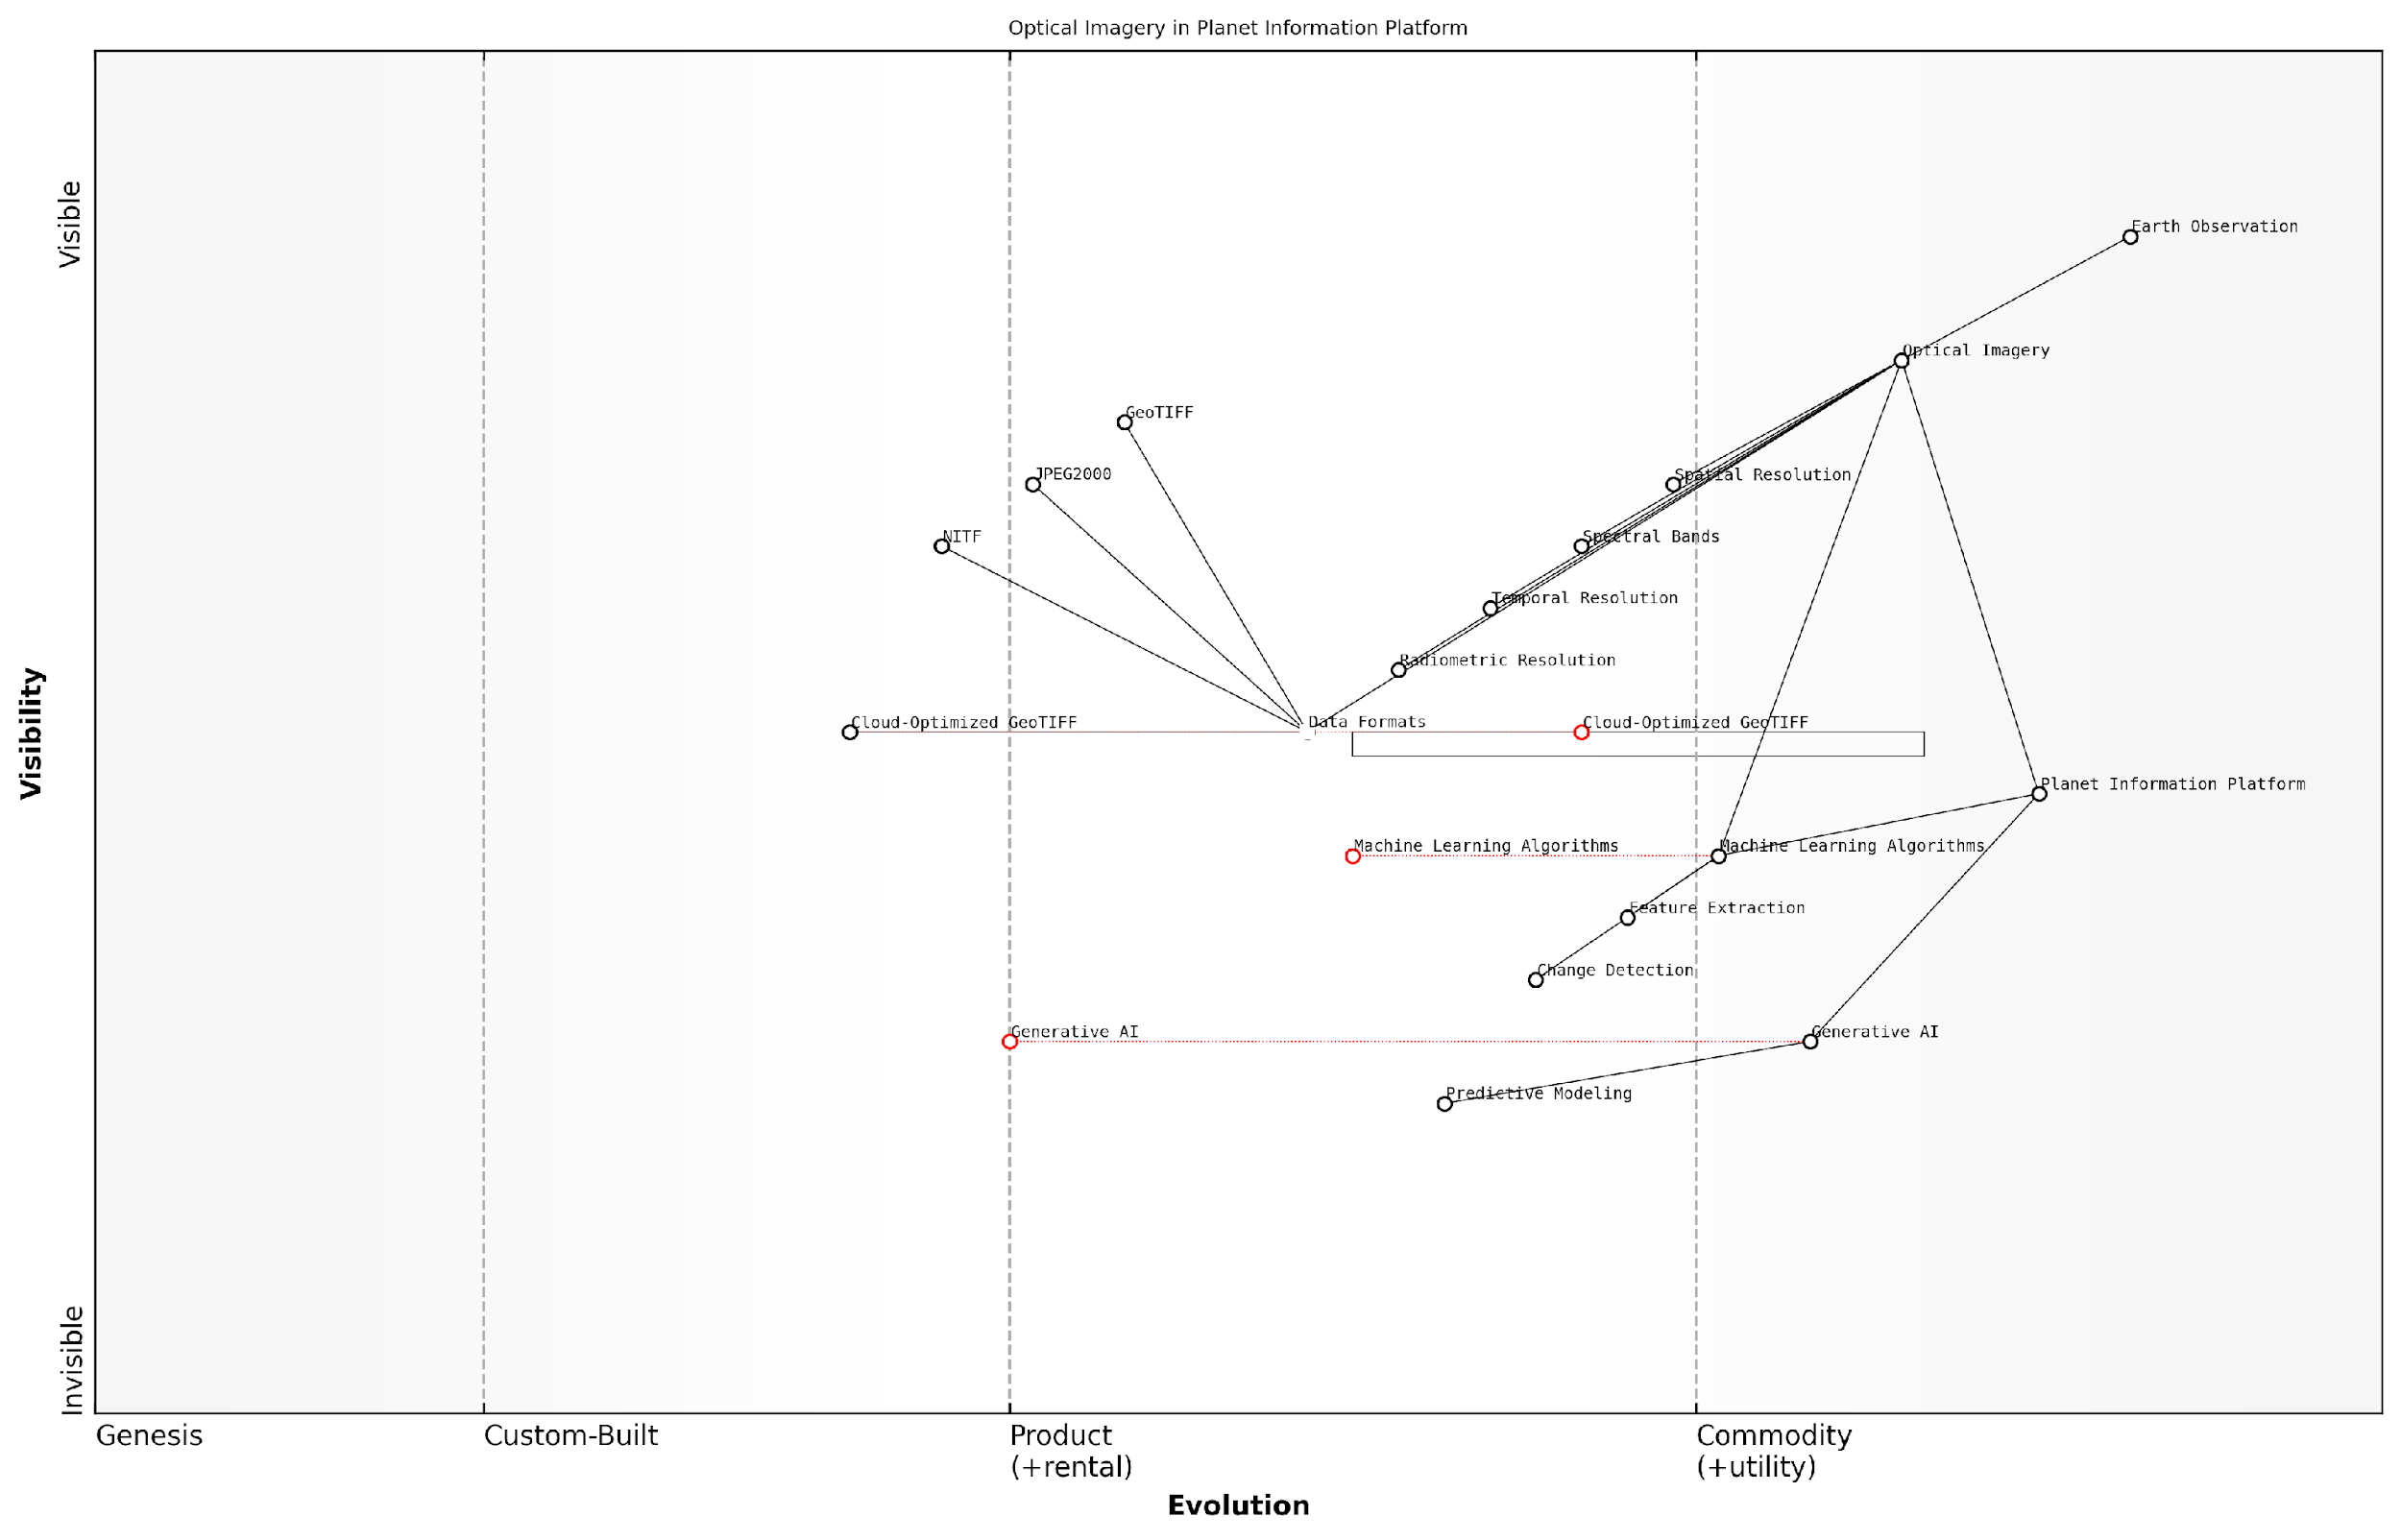 Optical Imagery in Planet Information Platform
Visible
Earth Observation
Optical Imagery
GeoTIFF
JPEG2000
Spatial Resolution
NITF
Spectral Bands
Temporal Resolution
Radiometric Resolution
Visibility
Cloud-Optimized GeoTIFF
Data Formats
Cloud-Optimized GeoTIFF
Planet Information Platform
Machine Learning Algorithms
Machine Learning Algorithms
Feature Extraction
Change Detection
Generative AI
Generative AI
Predictive Modeling
Invisible
Genesis
Custom-Built
Product
(+rental)
Commodity
(+utility)
Evolution